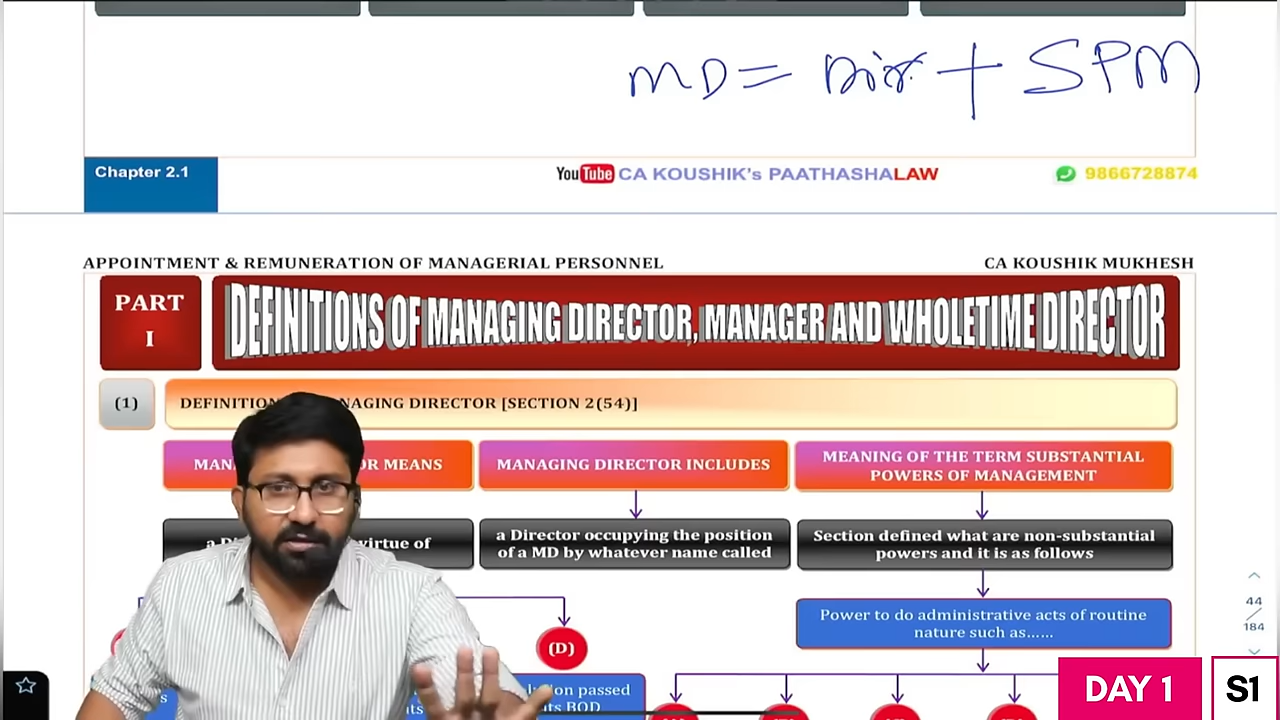 MD = Dir + SPM
Chapter 2.1
YouTube CA KOUSHIK's PAATHASHALAW
9866728874
APPOINTMENT & REMUNERATION OF MANAGERIAL PERSONNEL
CA KOUSHIK MUKHESH
PART
I
DEFINITIONS OF MANAGING DIRECTOR, MANAGER AND WHOLETIME DIRECTOR
(1)
DEFINITION NAGING DIRECTOR [SECTION 2(54)]
MAN OR MEANS
MANAGING DIRECTOR INCLUDES
MEANING OF THE TERM SUBSTANTIAL
POWERS OF MANAGEMENT
a Di virtue of
a Director occupying the position
of a MD by whatever name called
Section defined what are non-substantial
powers and it is as follows
Power to do administrative acts of routine
nature such as......
(D)
passed
BOD
44
184
DAY 1
S1